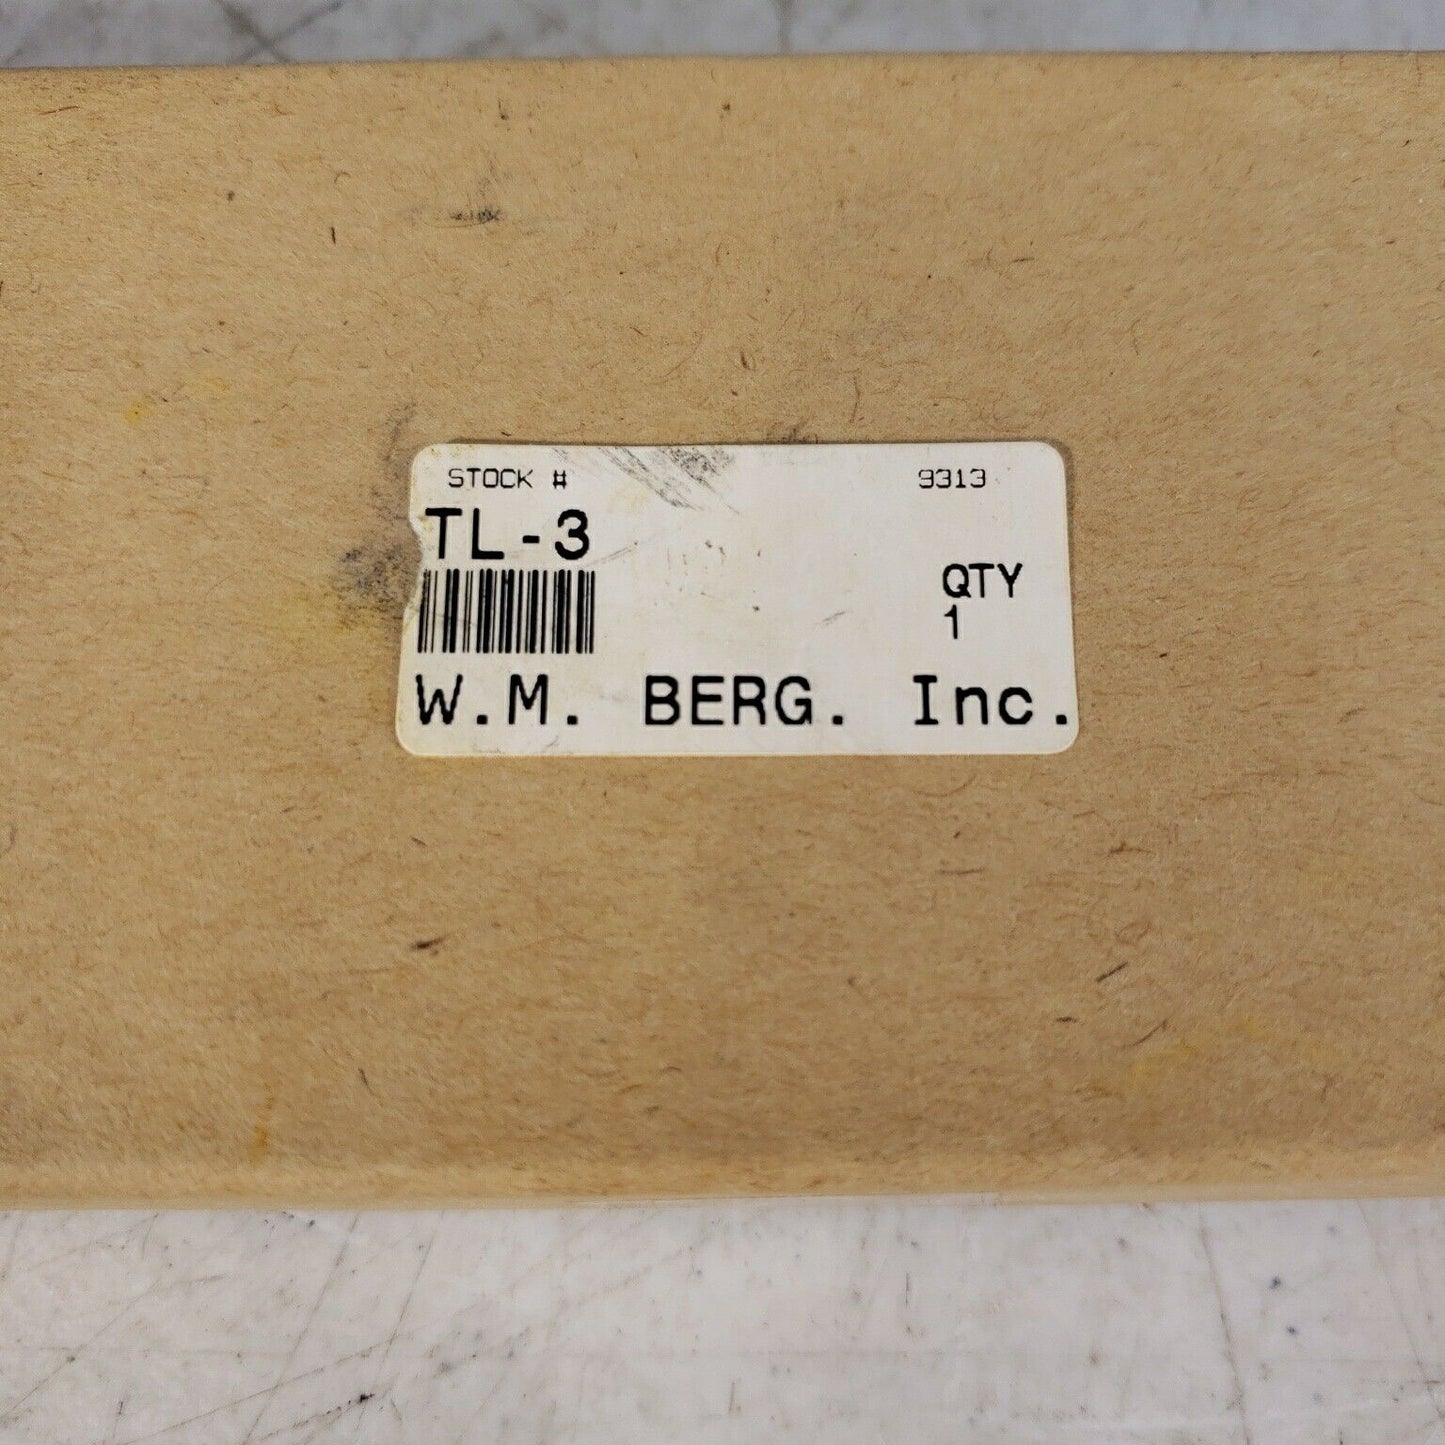 STOCK # 9313
TL-3
QTY
1
W.M. BERG. Inc.